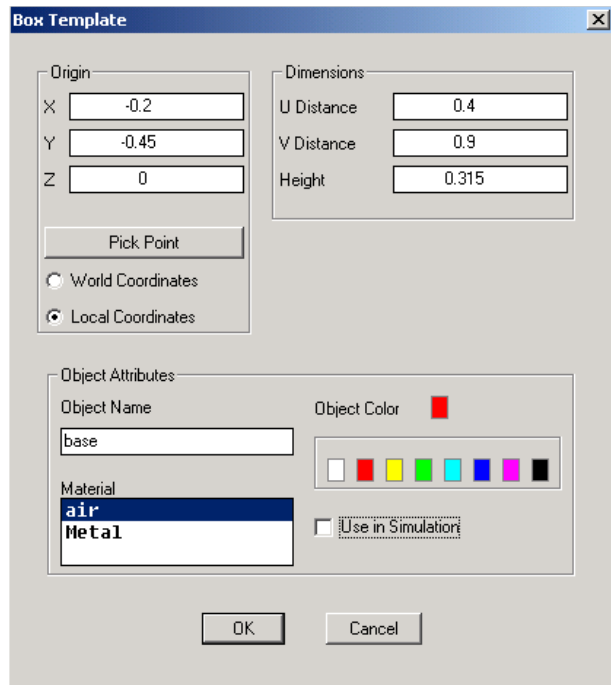 Box Template
Origin
X -0.2
Y -0.45
Z 0
Pick Point
World Coordinates
Local Coordinates
Dimensions
U Distance 0.4
V Distance 0.9
Height 0.315
Object Attributes
Object Name
base
Material
air
Metal
Object Color
Use in Simulation
OK Cancel